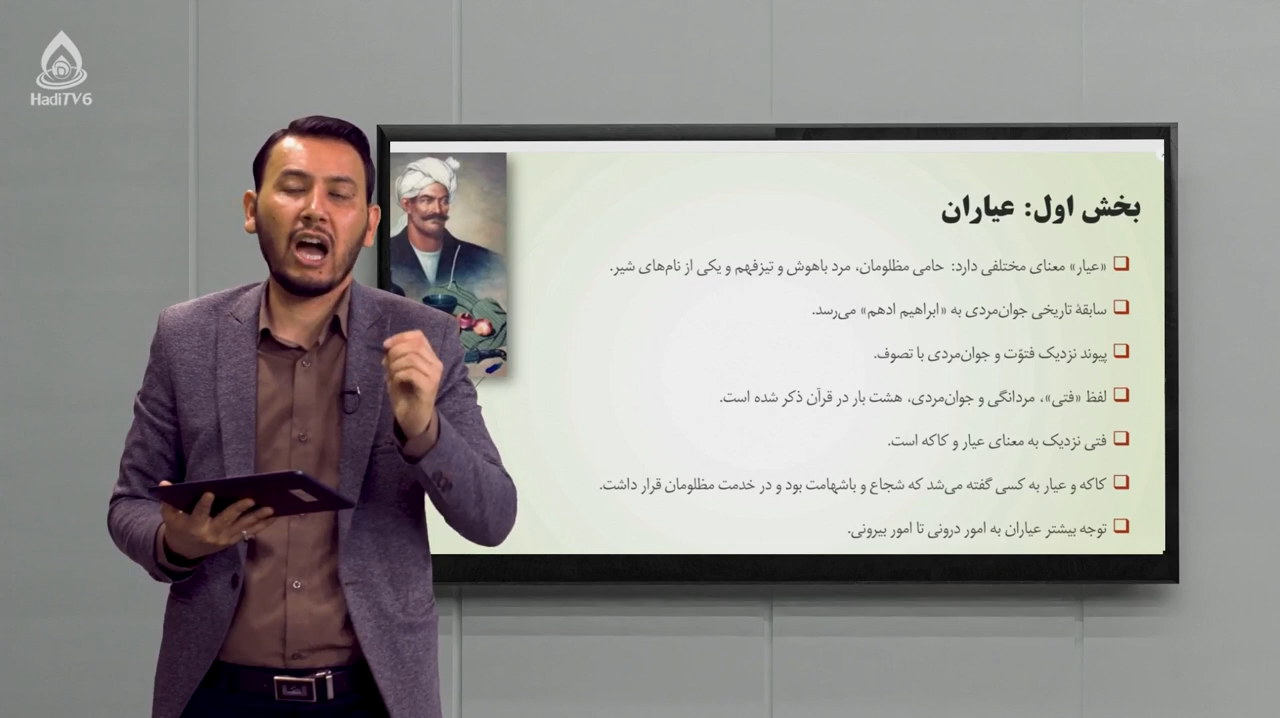 HadiTV6
بخش اول: عیاران
«عیار» معنای مختلفی دارد: حامی مظلومان، مرد باهوش و تیزفهم و یکی از نام‌های شیر.
سابقۀ تاریخی جوان‌مردی به «ابراهیم ادهم» می‌رسد.
پیوند نزدیک فتوّت و جوان‌مردی با تصوف.
لفظ «فتی»، مردانگی و جوان‌مردی، هشت بار در قرآن ذکر شده است.
فتی نزدیک به معنای عیار و کاکه است.
کاکه و عیار به کسی گفته می‌شد که شجاع و باشهامت بود و در خدمت مظلومان قرار داشت.
توجه بیشتر عیاران به امور درونی تا امور بیرونی.